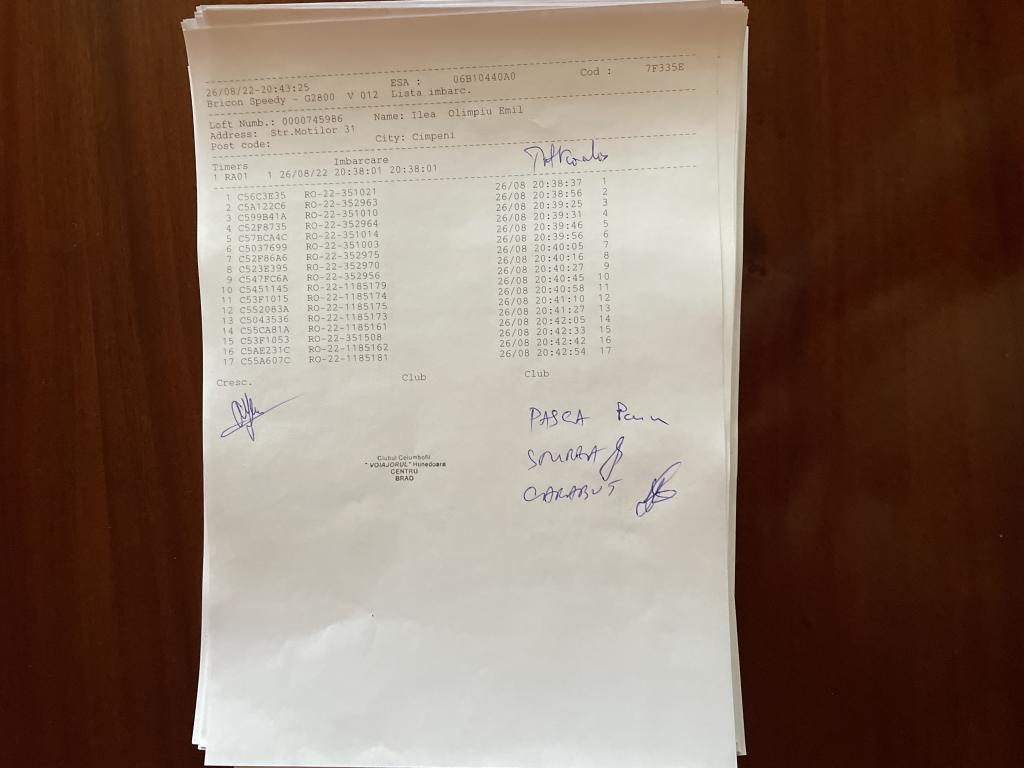 26/08/22-20:43:25 ESA : 06B10440A0 Cod : 7F335E
Bricon Speedy - G2800 V 012 Lista imbarc.
Loft Numb.: 0000745986 Name: Ilea Olimpiu Emil
Address: Str.Motilor 31
Post code: City: Cimpeni
Timers Imbarcare
1 RA01 1 26/08/22 20:38:01 20:38:01
1 C56C3E35 RO-22-351021 26/08 20:38:37 1
2 C5A122C6 RO-22-352963 26/08 20:38:56 2
3 C599B41A RO-22-351010 26/08 20:39:25 3
4 C52F8735 RO-22-352964 26/08 20:39:31 4
5 C57BCA4C RO-22-351014 26/08 20:39:46 5
6 C5037699 RO-22-351003 26/08 20:39:56 6
7 C52F86A6 RO-22-352975 26/08 20:40:05 7
8 C523E395 RO-22-352970 26/08 20:40:16 8
9 C547FC6A RO-22-352956 26/08 20:40:27 9
10 C5451145 RO-22-1185179 26/08 20:40:45 10
11 C53F1015 RO-22-1185174 26/08 20:40:58 11
12 C552083A RO-22-1185175 26/08 20:41:10 12
13 C5043536 RO-22-1185173 26/08 20:41:27 13
14 C55CA81A RO-22-1185161 26/08 20:42:05 14
15 C53F1053 RO-22-351508 26/08 20:42:33 15
16 C5AE231C RO-22-1185162 26/08 20:42:42 16
17 C55A607C RO-22-1185181 26/08 20:42:54 17
Cresc. Club Club
PASCA
Clubul Columbofil
"VOIAJORUL" Hunedoara
CENTRU
BRAD
CARABUS